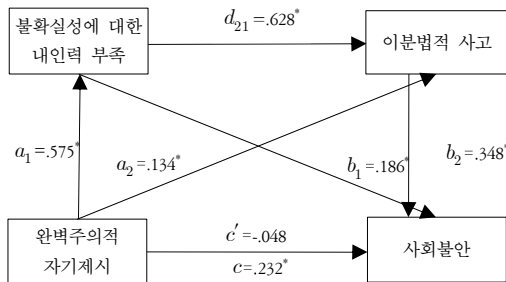 불확실성에 대한
내인력 부족
d21=.628*
이분법적 사고
a1=.575*
a2=.134*
b1=.186*
b2=.348*
완벽주의적
자기제시
c′=-.048
c=.232*
사회불안